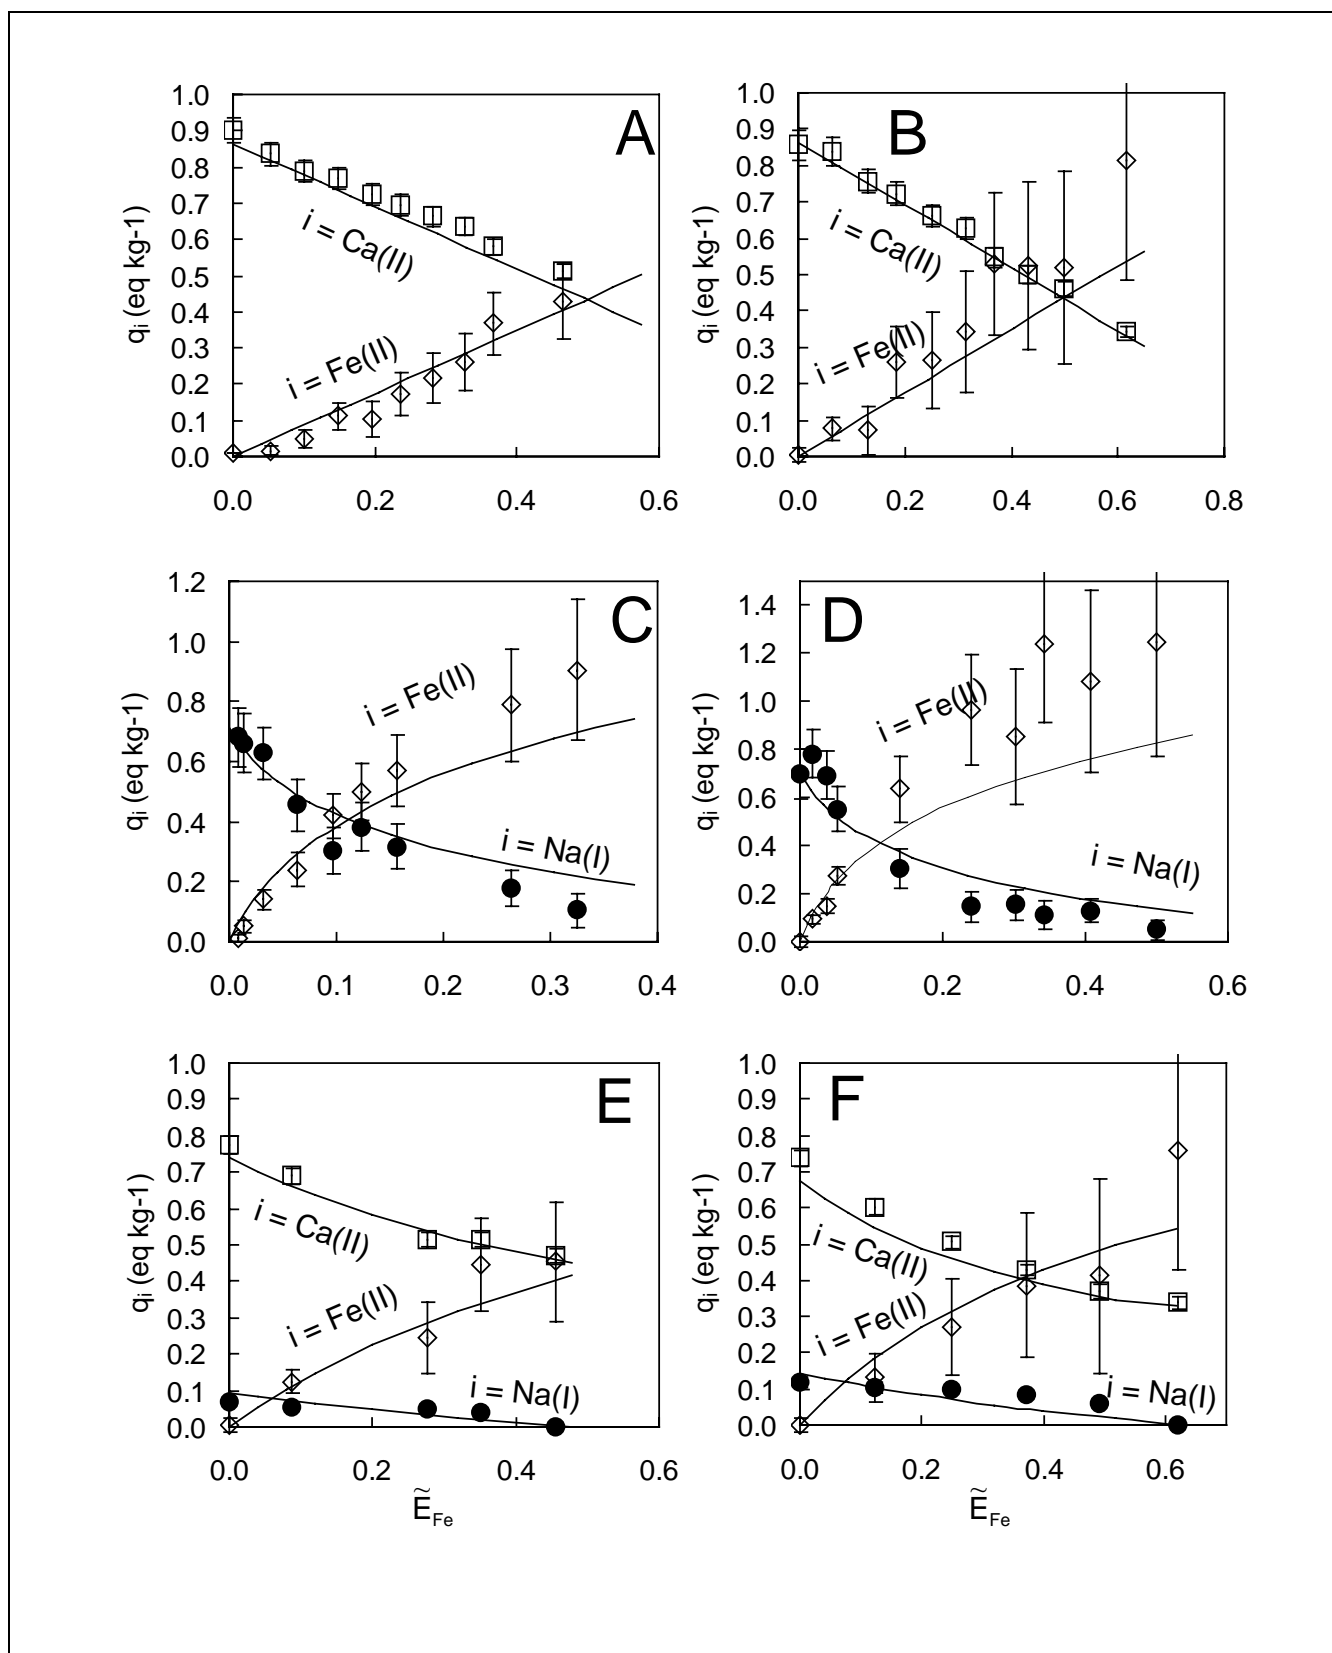 A
q i (eq kg-1)
1.0
0.9
0.8
0.7
0.6
0.5
0.4
0.3
0.2
0.1
0.0
i = Ca(II)
i = Fe(II)
0.0 0.2 0.4 0.6
B
q i (eq kg-1)
1.0
0.9
0.8
0.7
0.6
0.5
0.4
0.3
0.2
0.1
0.0
i = Ca(II)
i = Fe(II)
0.0 0.2 0.4 0.6 0.8
C
q i (eq kg-1)
1.2
1.0
0.8
0.6
0.4
0.2
0.0
i = Fe(II)
i = Na(I)
0.0 0.1 0.2 0.3 0.4
D
q i (eq kg-1)
1.4
1.2
1.0
0.8
0.6
0.4
0.2
0.0
i = Fe(II)
i = Na(I)
0.0 0.2 0.4 0.6
E
q i (eq kg-1)
1.0
0.9
0.8
0.7
0.6
0.5
0.4
0.3
0.2
0.1
0.0
i = Ca(II)
i = Fe(II)
i = Na(I)
0.0 0.2 0.4 0.6
Ẽ Fe
F
q i (eq kg-1)
1.0
0.9
0.8
0.7
0.6
0.5
0.4
0.3
0.2
0.1
0.0
i = Ca(II)
i = Fe(II)
i = Na(I)
0.0 0.2 0.4 0.6
Ẽ Fe